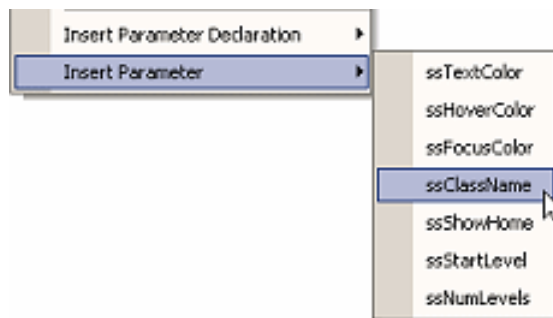 Insert Parameter Declaration
Insert Parameter
ssTextColor
ssHoverColor
ssFocusColor
ssClassName
ssShowHome
ssStartLevel
ssNumLevels